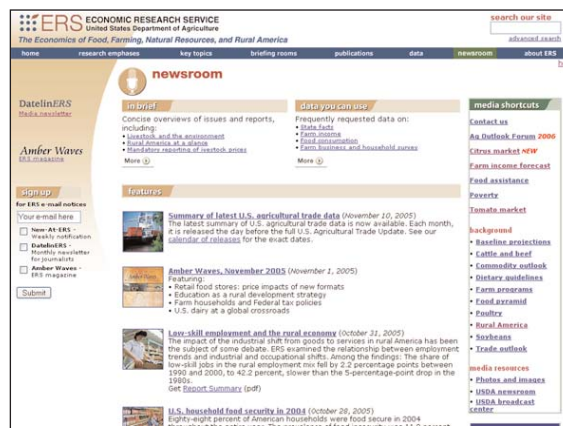 ERS ECONOMIC RESEARCH SERVICE
United States Department of Agriculture
The Economics of Food, Farming, Natural Resources, and Rural America
search our site
advanced search
home research emphases key topics briefing rooms publications data newsroom about ERS
newsroom
DatelinERS
Media newsletter
Amber Waves
ERS magazine
sign up
for ERS e-mail notices
Your e-mail here
New-At-ERS -
Weekly notification
DatelinERS -
Monthly newsletter
for journalists
Amber Waves -
ERS magazine
Submit
in brief
Concise overviews of issues and reports,
including:
• Livestock and the environment
• Rural America at a glance
• Mandatory reporting of livestock prices
More
data you can use
Frequently requested data on:
• State facts
• Farm income
• Food consumption
• Farm business and household survey
More
features
Summary of latest U.S. agricultural trade data (November 10, 2005)
The latest summary of U.S. agricultural trade data is now available. Each month,
it is released the day before the full U.S. Agricultural Trade Update. See our
calendar of releases for the exact dates.
Amber Waves, November 2005 (November 1, 2005)
Featuring:
• Retail food stores: price impacts of new formats
• Education as a rural development strategy
• Farm households and Federal tax policies
• U.S. dairy at a global crossroads
Low-skill employment and the rural economy (October 31, 2005)
The impact of the industrial shift from goods to services in rural America has been
the subject of some debate. ERS examined the relationship between employment
trends and industrial and occupational shifts. Among the findings: The share of
low-skill jobs in the rural employment mix fell by 2.2 percentage points between
1990 and 2000, to 42.2 percent, slower than the 5-percentage-point drop in the
1980s.
Get Report Summary (pdf)
U.S. household food security in 2004 (October 28, 2005)
Eighty-eight percent of American households were food secure in 2004
media shortcuts
Contact us
Ag Outlook Forum 2006
Citrus market NEW
Farm income forecast
Food assistance
Poverty
Tomato market
background
• Baseline projections
• Cattle and beef
• Commodity outlook
• Dietary guidelines
• Farm programs
• Food pyramid
• Poultry
• Rural America
• Soybeans
• Trade outlook
media resources
• Photos and images
• USDA newsroom
• USDA broadcast
center